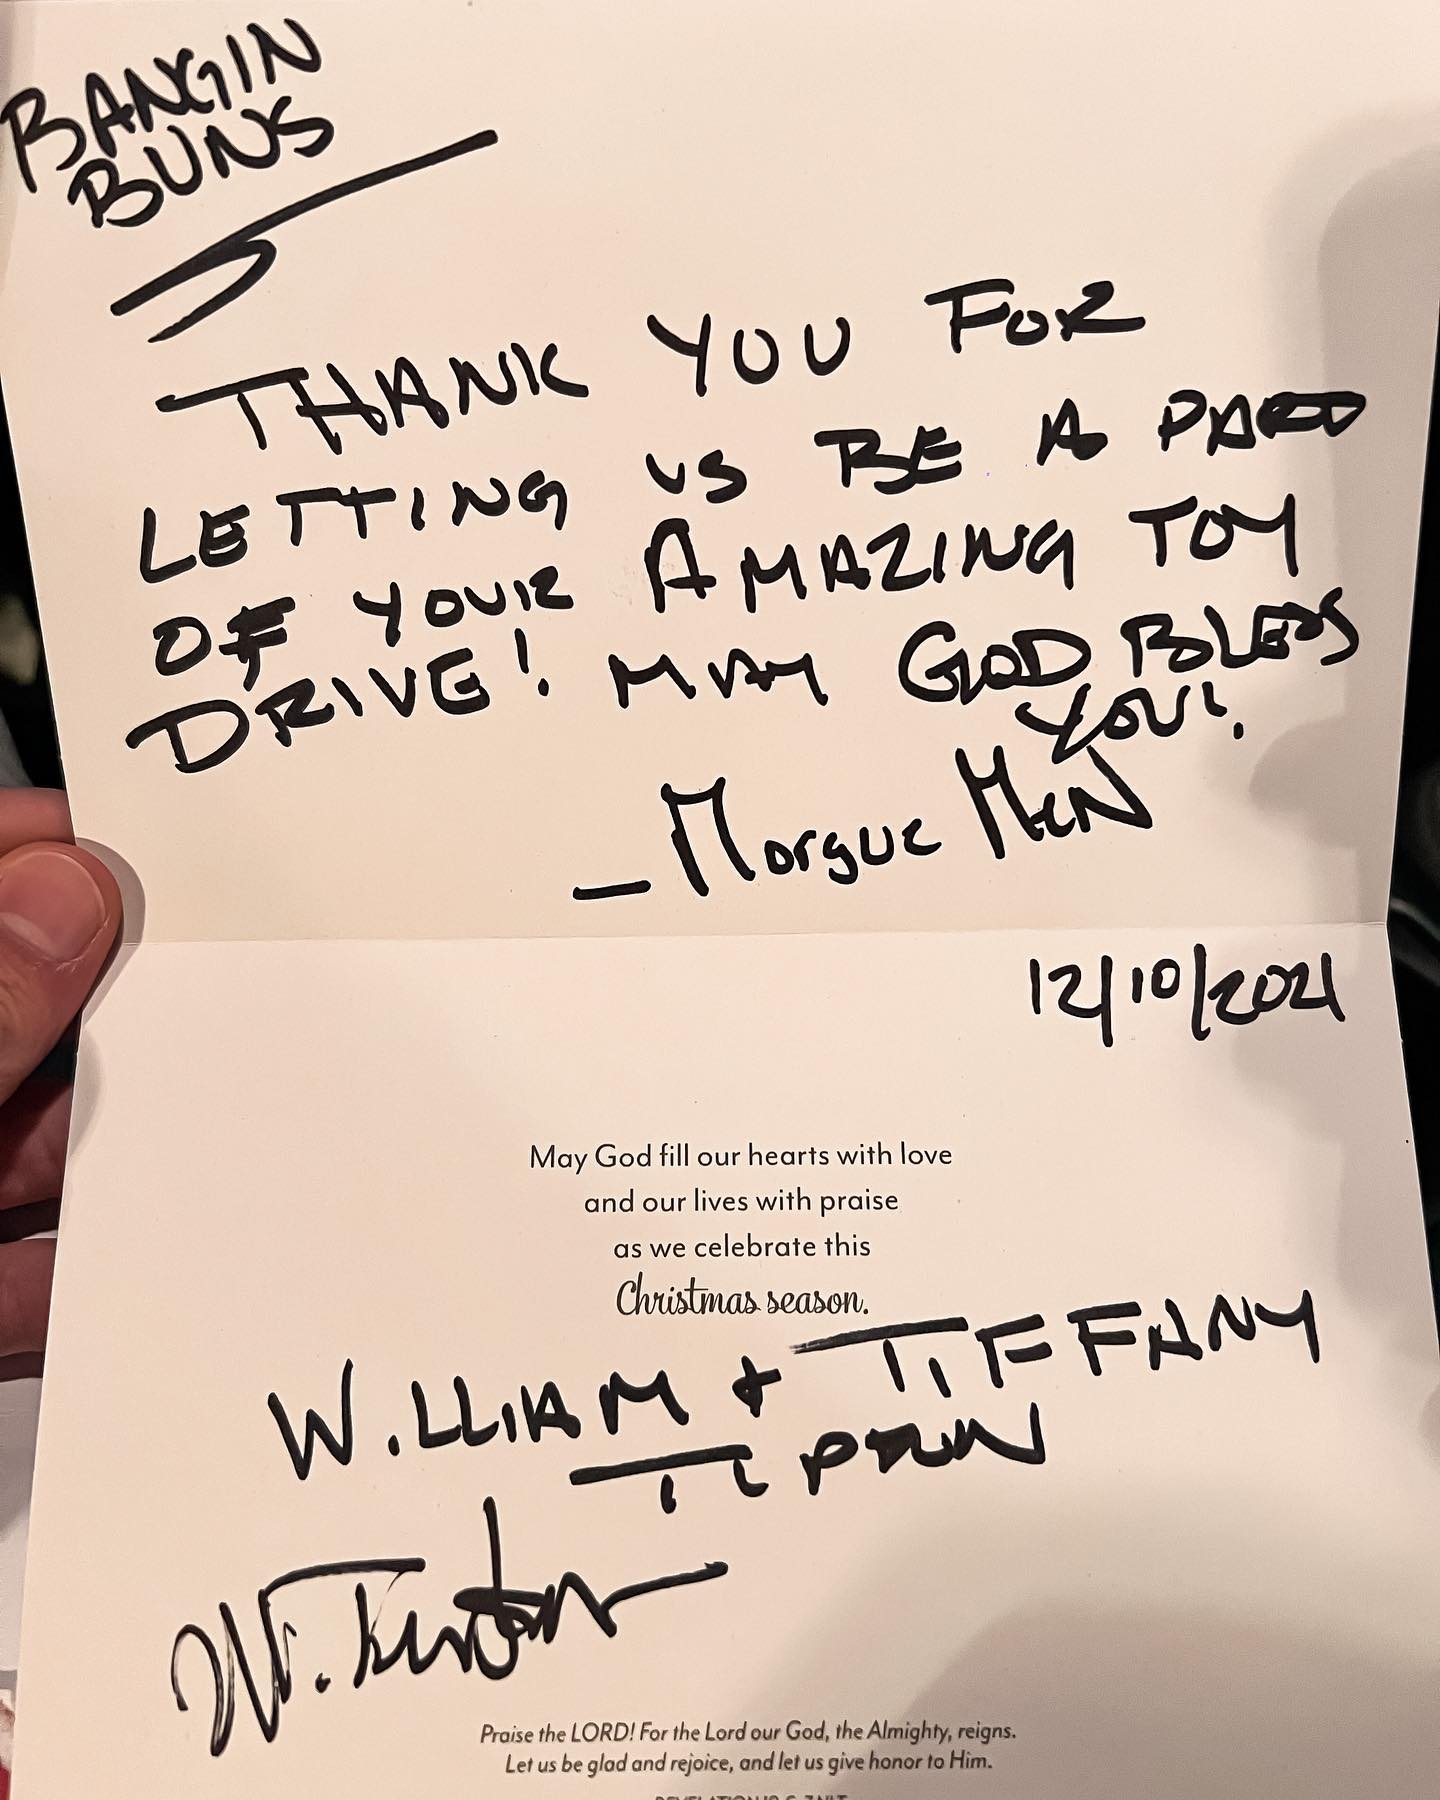 BANGIN
BUNS
THANK YOU FOR
LETTING US BE A PART
OF YOUR AMAZING TOY
DRIVE! MAY GOD BLESS
YOU!
- Morgue MEN
12/10/2021
May God fill our hearts with love
and our lives with praise
as we celebrate this
Christmas season.
WILLIAM + TIFFANY
Praise the LORD! For the Lord our God, the Almighty, reigns.
Let us be glad and rejoice, and let us give honor to Him.